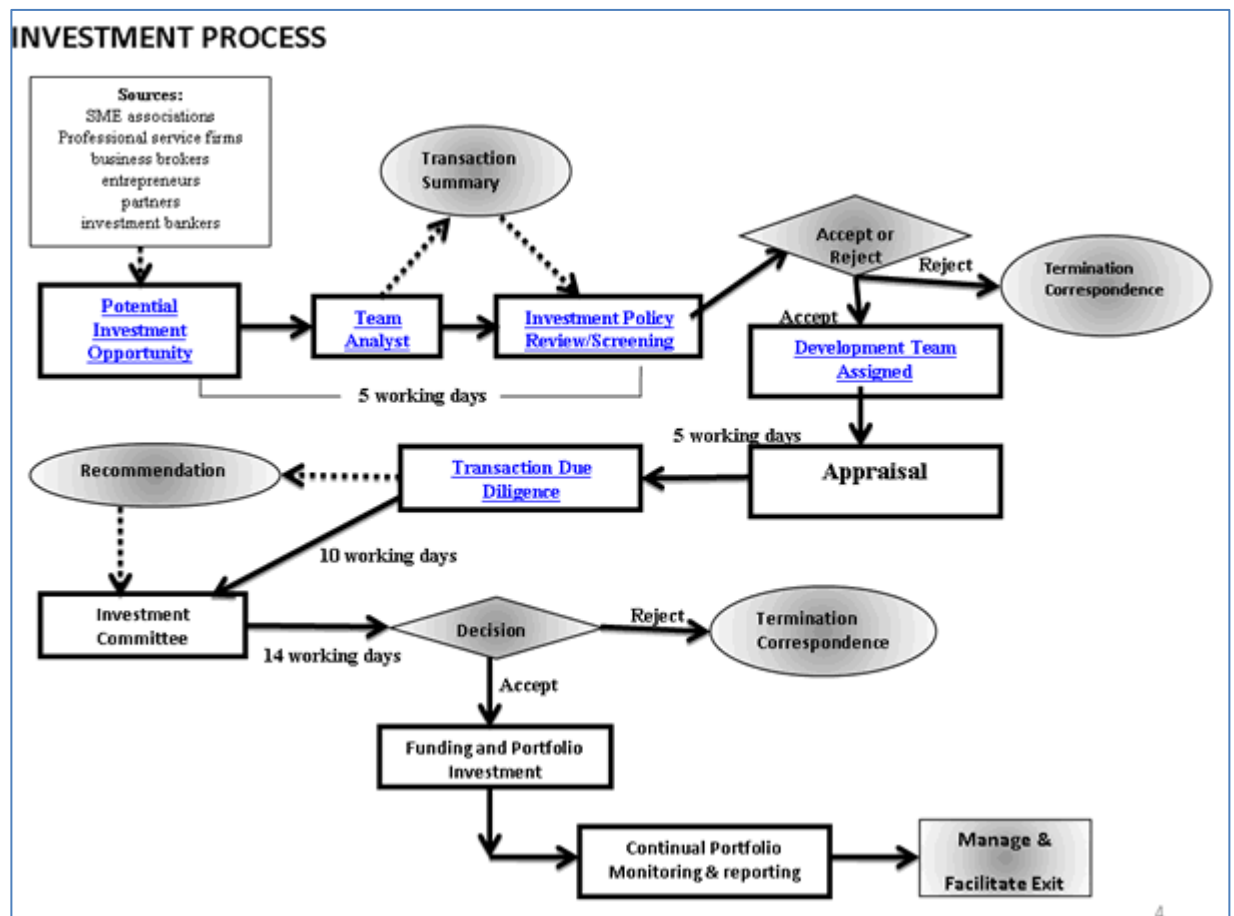 INVESTMENT PROCESS
Sources:
SME associations
Professional service firms
business brokers
entrepreneurs
partners
investment bankers
Transaction
Summary
Accept or
Reject
Reject
Termination
Correspondence
Potential
Investment
Opportunity
Team
Analyst
Investment Policy
Review/Screening
Accept
Development Team
Assigned
5 working days
5 working days
Recommendation
Transaction Due
Diligence
Appraisal
10 working days
Investment
Committee
14 working days
Decision
Reject
Termination
Correspondence
Accept
Funding and Portfolio
Investment
Continual Portfolio
Monitoring & reporting
Manage &
Facilitate Exit
4